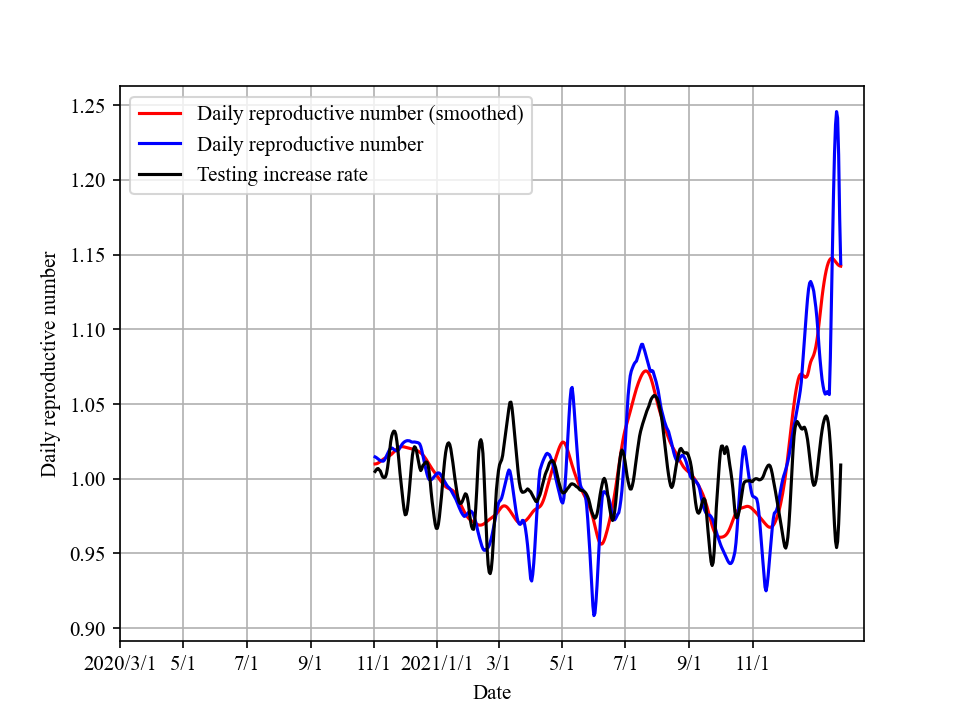 Daily reproductive number (smoothed)
Daily reproductive number
Testing increase rate
1.25
1.20
1.15
1.10
1.05
1.00
0.95
0.90
Daily reproductive number
2020/3/1 5/1 7/1 9/1 11/1 2021/1/1 3/1 5/1 7/1 9/1 11/1
Date